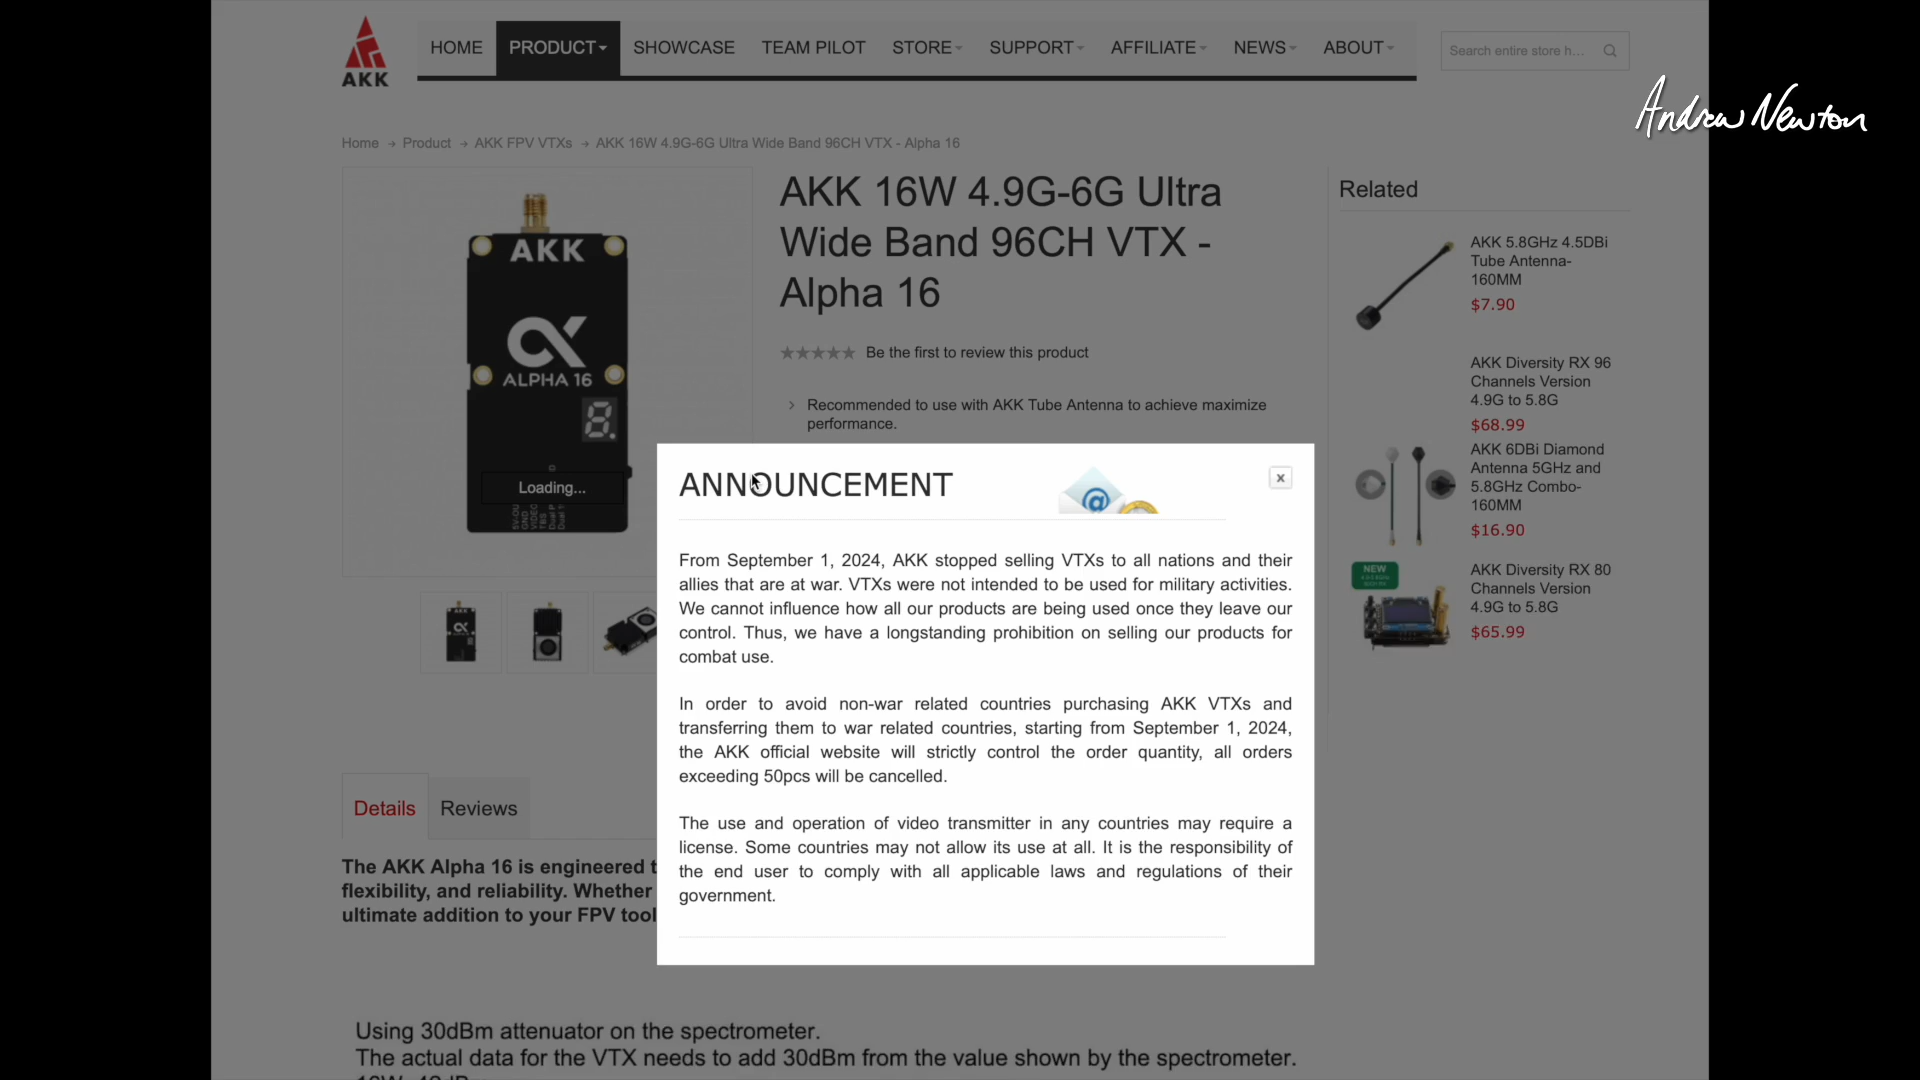 AKK
HOME PRODUCT SHOWCASE TEAM PILOT STORE SUPPORT AFFILIATE NEWS ABOUT
Search entire store h...
Andrew Newton
Home → Product → AKK FPV VTXs → AKK 16W 4.9G-6G Ultra Wide Band 96CH VTX - Alpha 16
AKK
ALPHA 16
8.
Loading...
AKK 16W 4.9G-6G Ultra
Wide Band 96CH VTX -
Alpha 16
Be the first to review this product
Recommended to use with AKK Tube Antenna to achieve maximize
performance.
Related
AKK 5.8GHz 4.5DBi
Tube Antenna-
160MM
$7.90
AKK Diversity RX 96
Channels Version
4.9G to 5.8G
$68.99
AKK 6DBi Diamond
Antenna 5GHz and
5.8GHz Combo-
160MM
$16.90
NEW
AKK Diversity RX 80
Channels Version
4.9G to 5.8G
$65.99
ANNOUNCEMENT
From September 1, 2024, AKK stopped selling VTXs to all nations and their
allies that are at war. VTXs were not intended to be used for military activities.
We cannot influence how all our products are being used once they leave our
control. Thus, we have a longstanding prohibition on selling our products for
combat use.
In order to avoid non-war related countries purchasing AKK VTXs and
transferring them to war related countries, starting from September 1, 2024,
the AKK official website will strictly control the order quantity, all orders
exceeding 50pcs will be cancelled.
The use and operation of video transmitter in any countries may require a
license. Some countries may not allow its use at all. It is the responsibility of
the end user to comply with all applicable laws and regulations of their
government.
Details Reviews
The AKK Alpha 16 is engineered
flexibility, and reliability. Whether
ultimate addition to your FPV
Using 30dBm attenuator on the spectrometer.
The actual data for the VTX needs to add 30dBm from the value shown by the spectrometer.